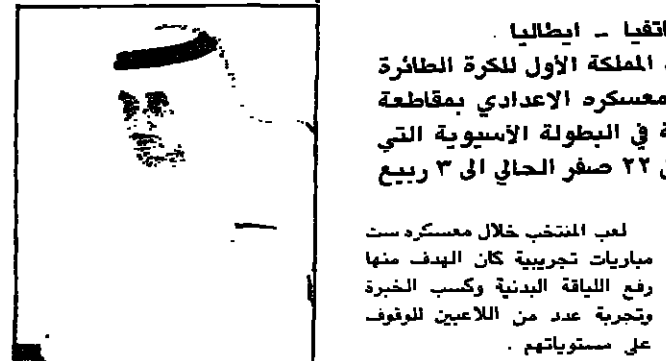 اتفيا - ايطاليا .
المملكة الأول للكرة الطائرة
معسكره الاعدادي بمقاطعة
ة في البطولة الآسيوية التي
٢٢ صفر الحالي الى ٣ ربيع
لعب المنتخب خلال معسكره ست
مباريات تجريبية كان الهدف منها
رفع اللياقة البدنية وكسب الخبرة
وتجربة عدد من اللاعبين للوقوف
على مستوياتهم .